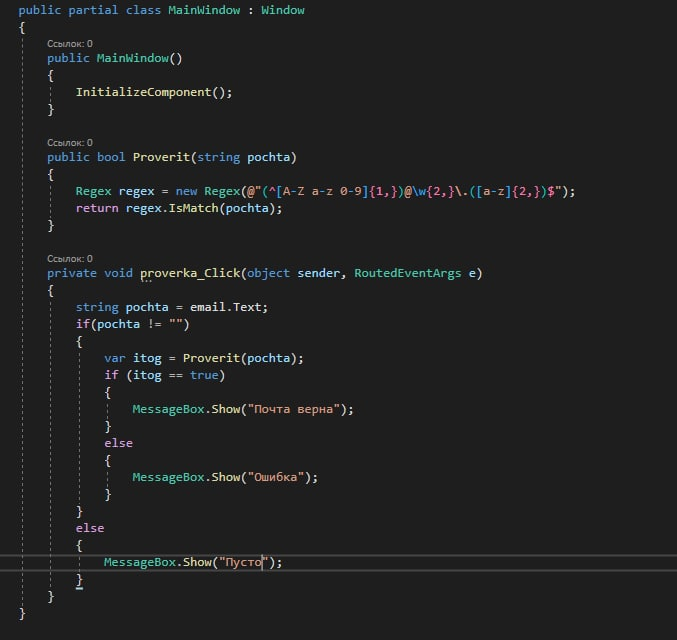 public partial class MainWindow : Window
{
Ссылок: 0
public MainWindow()
{
InitializeComponent();
}
Ссылок: 0
public bool Proverit(string pochta)
{
Regex regex = new Regex(@"(^[A-Z a-z 0-9]{1,})@\w{2,}\.([a-z]{2,})$");
return regex.IsMatch(pochta);
}
Ссылок: 0
private void proverka_Click(object sender, RoutedEventArgs e)
{
string pochta = email.Text;
if(pochta != "")
{
var itog = Proverit(pochta);
if (itog == true)
{
MessageBox.Show("Почта верна");
}
else
{
MessageBox.Show("Ошибка");
}
}
else
{
MessageBox.Show("Пусто");
}
}
}